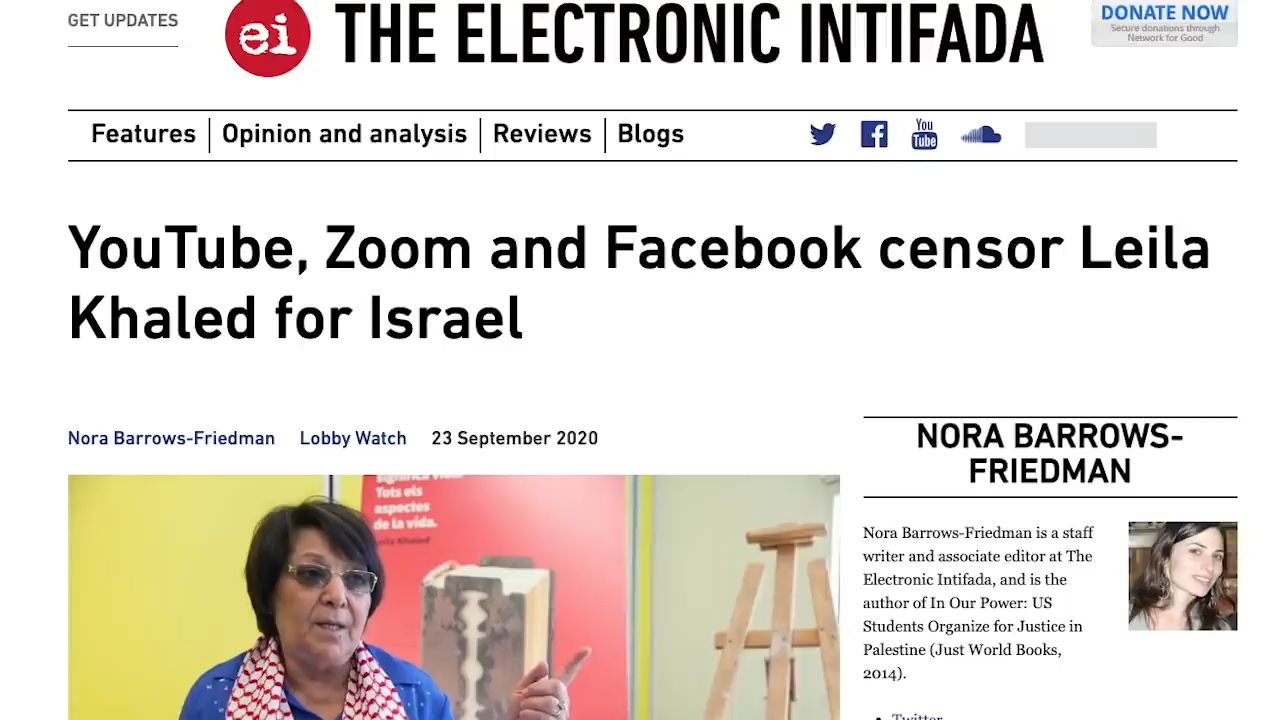 GET UPDATES
ei
THE ELECTRONIC INTIFADA
DONATE NOW
Secure donations through
Network for Good
Features
Opinion and analysis
Reviews
Blogs
You
Tube
YouTube, Zoom and Facebook censor Leila
Khaled for Israel
Nora Barrows-Friedman
Lobby Watch
23 September 2020
Tots els
aspectes
de la vida.
NORA BARROWS-
FRIEDMAN
Nora Barrows-Friedman is a staff
writer and associate editor at The
Electronic Intifada, and is the
author of In Our Power: US
Students Organize for Justice in
Palestine (Just World Books,
2014).
Twitter